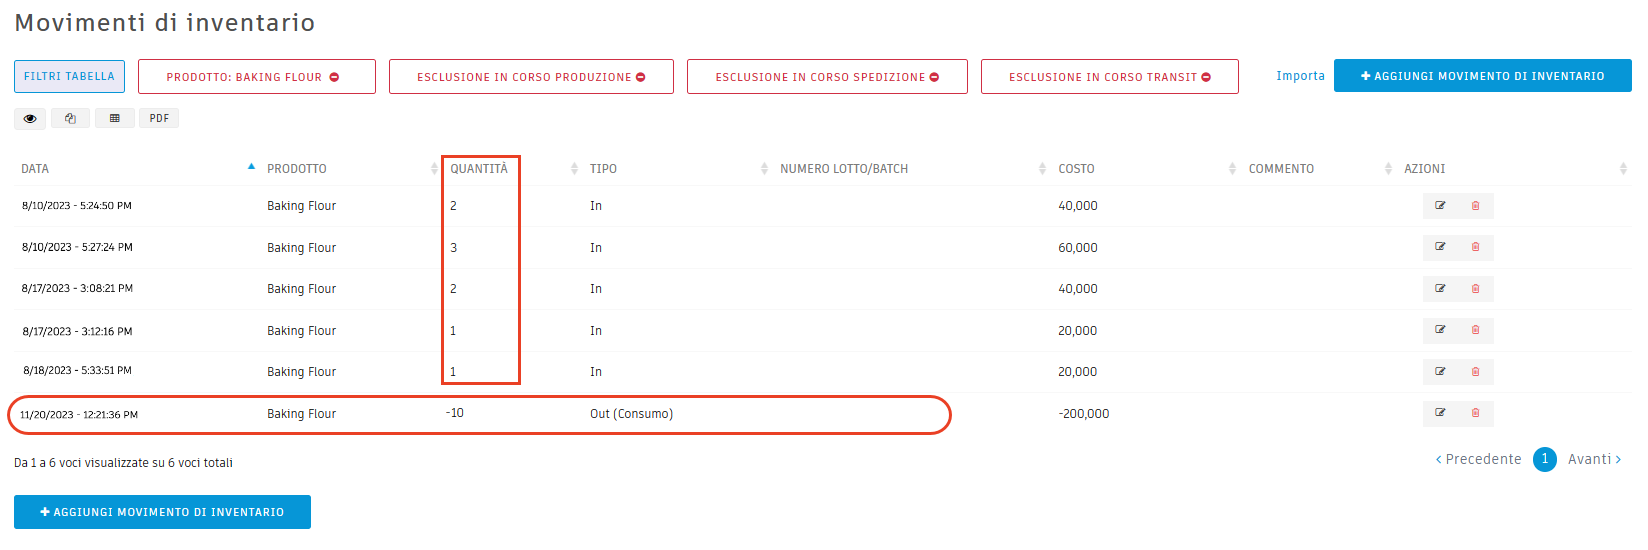 Movimenti di inventario
FILTRI TABELLA PRODOTTO: BAKING FLOUR ESCLUSIONE IN CORSO PRODUZIONE ESCLUSIONE IN CORSO SPEDIZIONE ESCLUSIONE IN CORSO TRANSIT Importa AGGIUNGI MOVIMENTO DI INVENTARIO
PDF
DATA PRODOTTO QUANTITÀ TIPO NUMERO LOTTO/BATCH COSTO COMMENTO AZIONI
8/10/2023 - 5:24:50 PM Baking Flour 2 In 40,000
8/10/2023 - 5:27:24 PM Baking Flour 3 In 60,000
8/17/2023 - 3:08:21 PM Baking Flour 2 In 40,000
8/17/2023 - 3:12:16 PM Baking Flour 1 In 20,000
8/18/2023 - 5:33:51 PM Baking Flour 1 In 20,000
11/20/2023 - 12:21:36 PM Baking Flour -10 Out (Consumo) -200,000
Da 1 a 6 voci visualizzate su 6 voci totali Precedente 1 Avanti
AGGIUNGI MOVIMENTO DI INVENTARIO